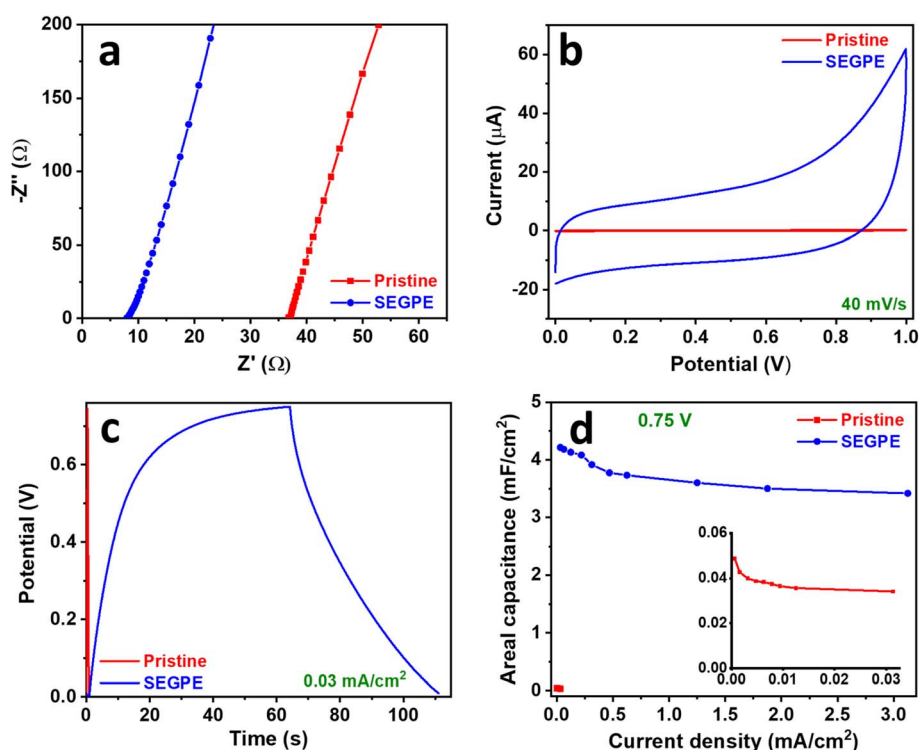 a
200
150
100
50
0
-Z'' (Ω)
0 10 20 30 40 50 60
Z' (Ω)
Pristine
SEGPE
b
60
40
20
0
-20
Current (μA)
0.0 0.2 0.4 0.6 0.8 1.0
Potential (V)
Pristine
SEGPE
40 mV/s
c
0.6
0.4
0.2
0.0
Potential (V)
0 20 40 60 80 100
Time (s)
Pristine
SEGPE
0.03 mA/cm²
d
0.75 V
Pristine
SEGPE
5
4
3
2
1
0
Areal capacitance (mF/cm²)
0.0 0.5 1.0 1.5 2.0 2.5 3.0
Current density (mA/cm²)
0.06
0.04
0.02
0.00
0.00 0.01 0.02 0.03